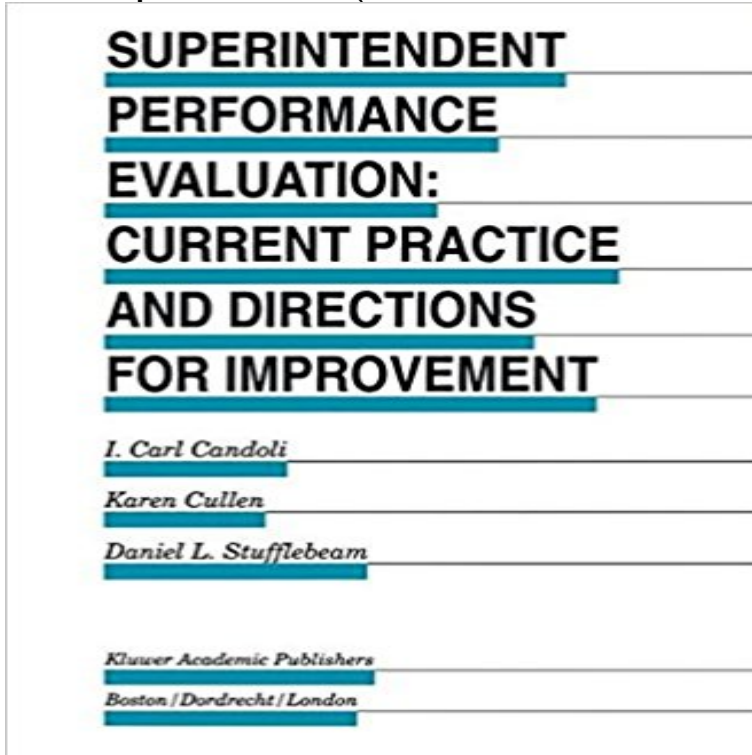 SUPERINTENDENT
PERFORMANCE
EVALUATION:
CURRENT PRACTICE
AND DIRECTIONS
FOR IMPROVEMENT
I. Carl Candoli
Karen Cullen
Daniel L. Stufflebeam
Kluwer Academic Publishers
Boston/Dordrecht/London